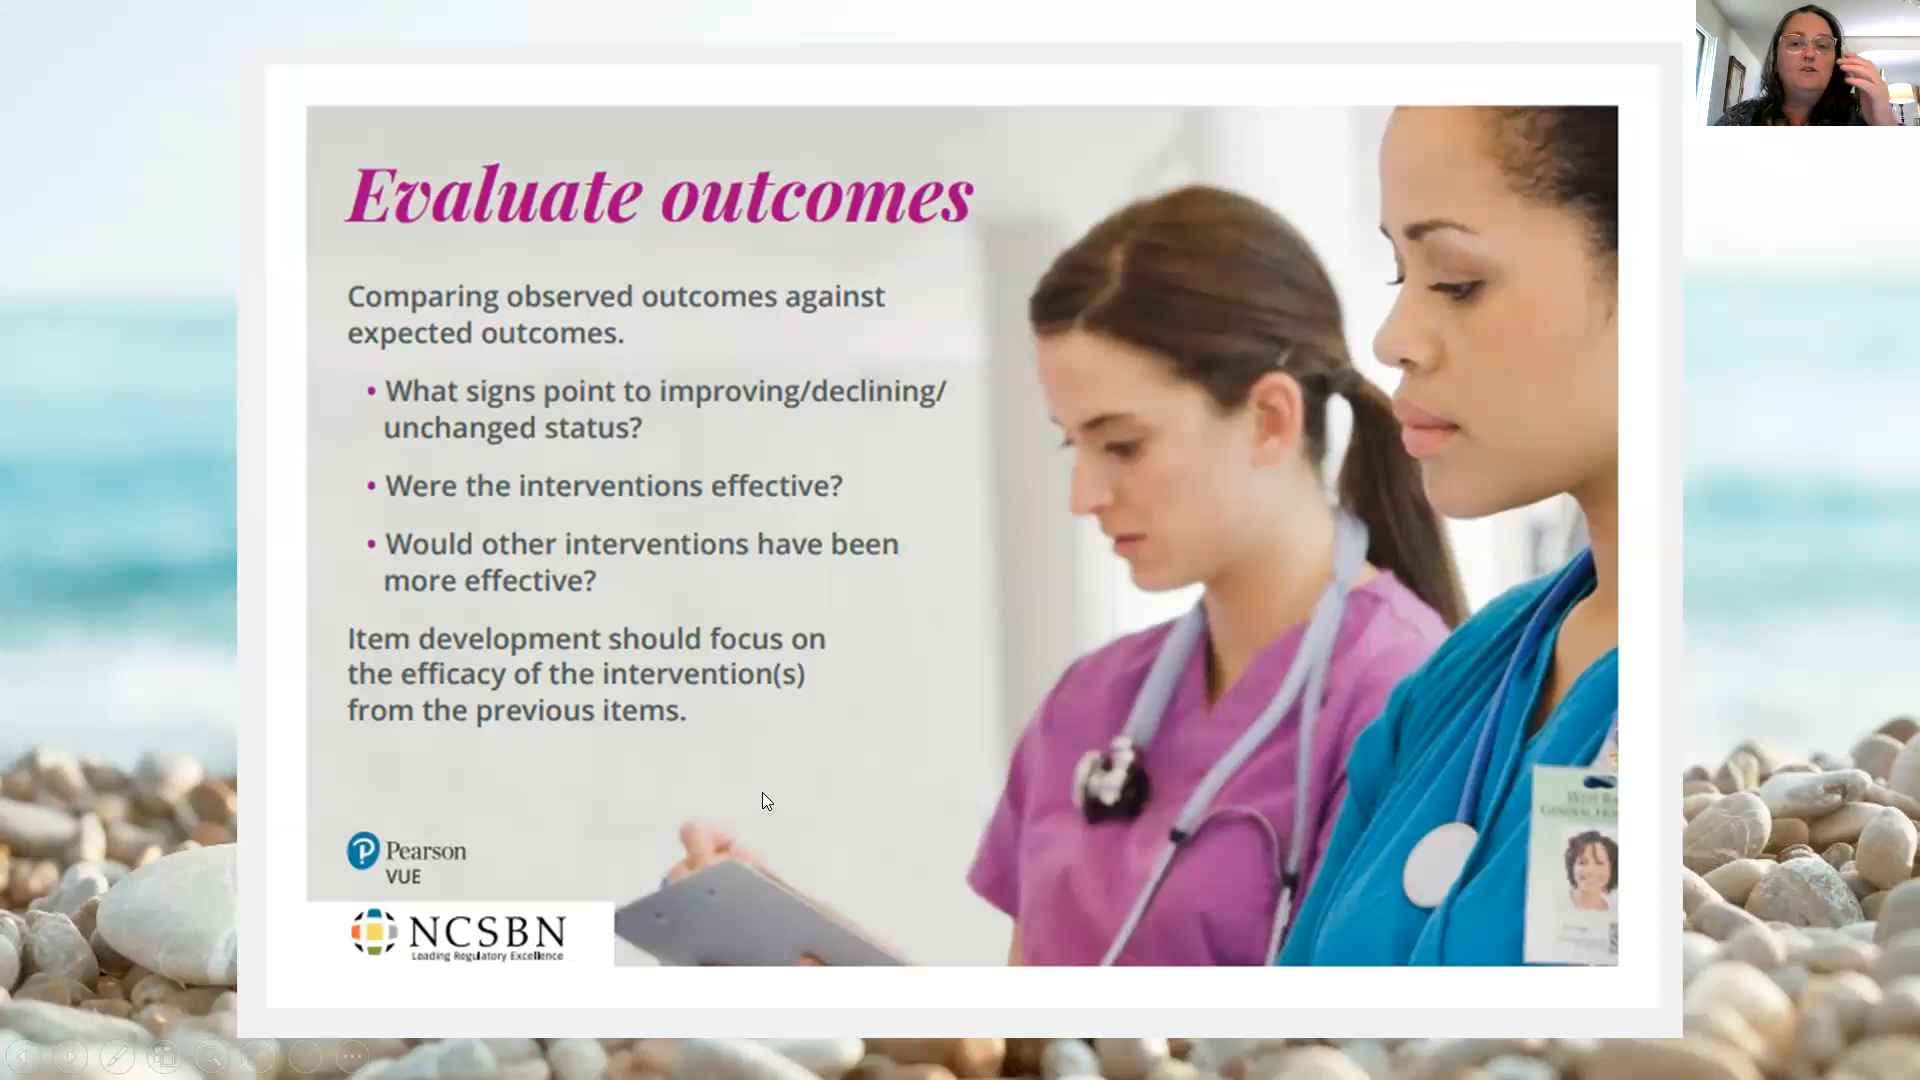 Evaluate outcomes
Comparing observed outcomes against
expected outcomes.
• What signs point to improving/declining/
unchanged status?
• Were the interventions effective?
• Would other interventions have been
more effective?
Item development should focus on
the efficacy of the intervention(s)
from the previous items.
Pearson
VUE
NCSBN
Leading Regulatory Excellence